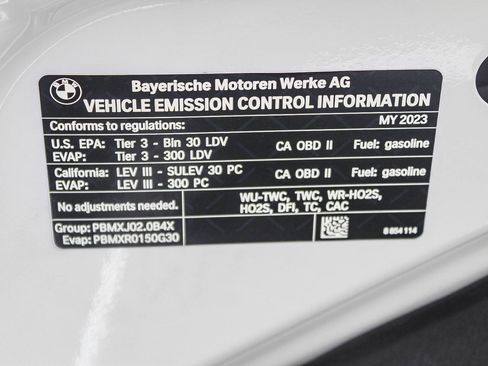 BMW
Bayerische Motoren Werke AG
VEHICLE EMISSION CONTROL INFORMATION
Conforms to regulations: MY 2023
U.S. EPA: Tier 3 - Bin 30 LDV CA OBD II Fuel: gasoline
EVAP: Tier 3 - 300 LDV
California: LEV III - SULEV 30 PC CA OBD II Fuel: gasoline
EVAP: LEV III - 300 PC
No adjustments needed. WU-TWC, TWC, WR-HO2S,
HO2S, DFI, TC, CAC
Group: PBMXJ02.0B4X
Evap: PBMXR0150G30 8 654 114